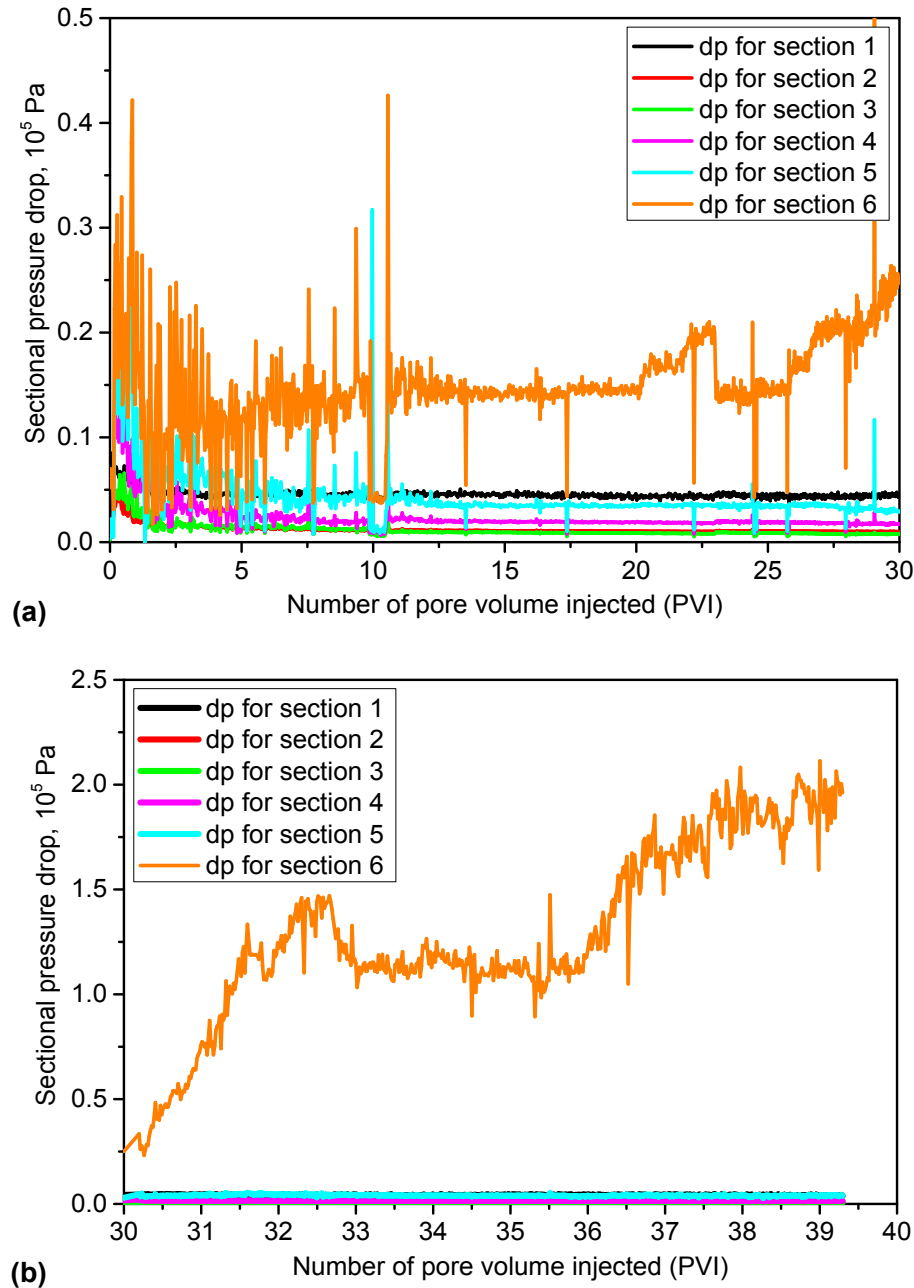 0.5
0.4
0.3
0.2
0.1
0.0
Sectional pressure drop, 10⁵ Pa
dp for section 1
dp for section 2
dp for section 3
dp for section 4
dp for section 5
dp for section 6
0 5 10 15 20 25 30
Number of pore volume injected (PVI)
(a)
2.5
2.0
1.5
1.0
0.5
0.0
Sectional pressure drop, 10⁵ Pa
dp for section 1
dp for section 2
dp for section 3
dp for section 4
dp for section 5
dp for section 6
30 31 32 33 34 35 36 37 38 39 40
Number of pore volume injected (PVI)
(b)